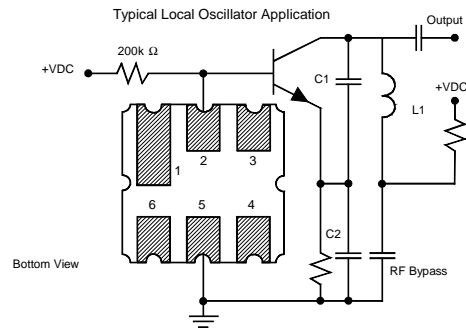 Typical Local Oscillator Application
Output
200k Ω
+VDC
C1
+VDC
L1
2
3
1
6
5
4
C2
Bottom View
RF Bypass